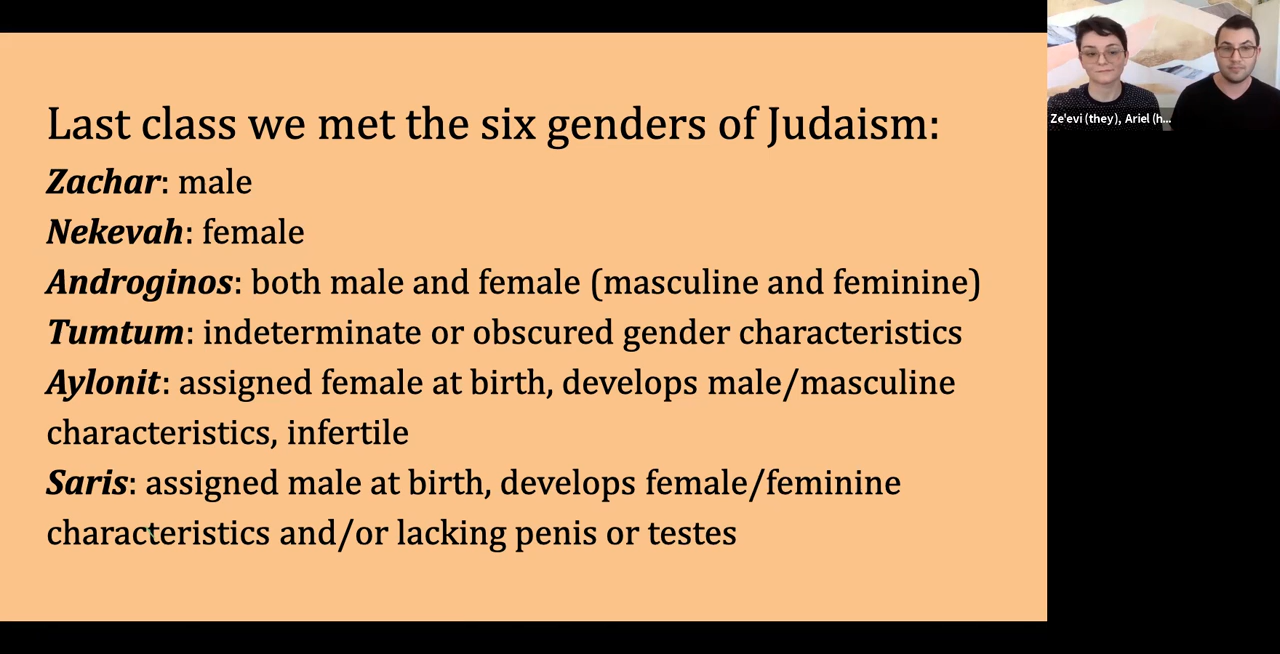 Last class we met the six genders of Judaism:
Zachar: male
Nekevah: female
Androginos: both male and female (masculine and feminine)
Tumtum: indeterminate or obscured gender characteristics
Aylonit: assigned female at birth, develops male/masculine
characteristics, infertile
Saris: assigned male at birth, develops female/feminine
characteristics and/or lacking penis or testes
Ze'evi (they), Ariel (h...